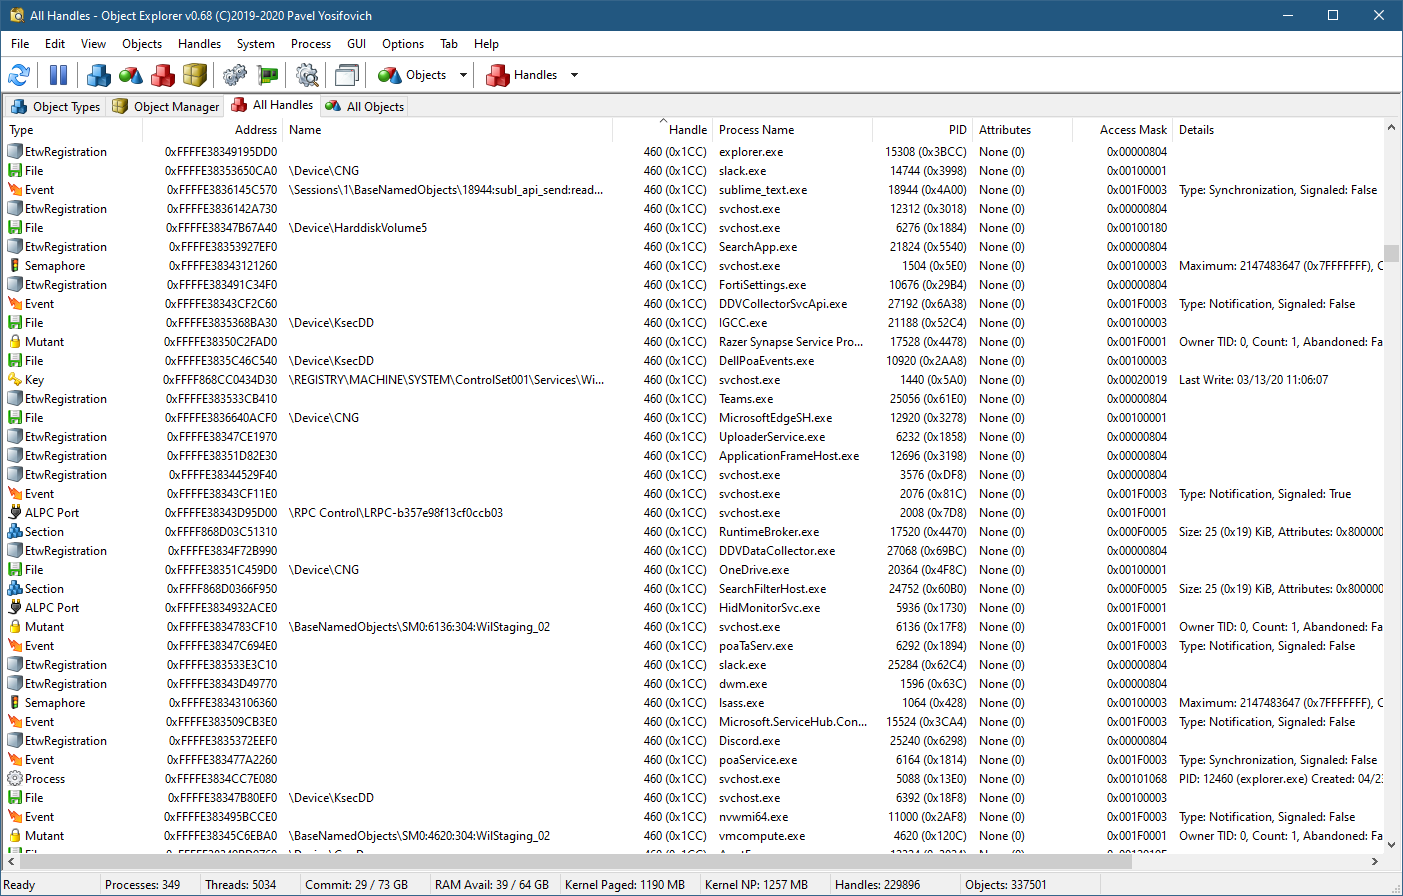 All Handles - Object Explorer v0.68 (C)2019-2020 Pavel Yosifovich
File Edit View Objects Handles System Process GUI Options Tab Help
Objects Handles
Object Types Object Manager All Handles All Objects
Type Address Name Handle Process Name PID Attributes Access Mask Details
EtwRegistration 0xFFFFE38349195DD0 460 (0x1CC) explorer.exe 15308 (0x3BCC) None (0) 0x00000804
File 0xFFFFE38353650CA0 \Device\CNG 460 (0x1CC) slack.exe 14744 (0x3998) None (0) 0x00100001
Event 0xFFFFE3836145C570 \Sessions\1\BaseNamedObjects\18944:subl_api_send:read... 460 (0x1CC) sublime_text.exe 18944 (0x4A00) None (0) 0x001F0003 Type: Synchronization, Signaled: False
EtwRegistration 0xFFFFE3836142A730 460 (0x1CC) svchost.exe 12312 (0x3018) None (0) 0x00000804
File 0xFFFFE38347B67A40 \Device\HarddiskVolume5 460 (0x1CC) svchost.exe 6276 (0x1884) None (0) 0x00100180
EtwRegistration 0xFFFFE38353927EF0 460 (0x1CC) SearchApp.exe 21824 (0x5540) None (0) 0x00000804
Semaphore 0xFFFFE38343121260 460 (0x1CC) svchost.exe 1504 (0x5E0) None (0) 0x00100003 Maximum: 2147483647 (0x7FFFFFFF), C
EtwRegistration 0xFFFFE383491C34F0 460 (0x1CC) FortiSettings.exe 10676 (0x29B4) None (0) 0x00000804
Event 0xFFFFE38343CF2C60 460 (0x1CC) DDVCollectorSvcApi.exe 27192 (0x6A38) None (0) 0x001F0003 Type: Notification, Signaled: False
File 0xFFFFE3835368BA30 \Device\KsecDD 460 (0x1CC) IGCC.exe 21188 (0x52C4) None (0) 0x00100003
Mutant 0xFFFFE38350C2FAD0 460 (0x1CC) Razer Synapse Service Pro... 17528 (0x4478) None (0) 0x001F0001 Owner TID: 0, Count: 1, Abandoned: Fa
File 0xFFFFE3835C46C540 \Device\KsecDD 460 (0x1CC) DellPoaEvents.exe 10920 (0x2AA8) None (0) 0x00100003
Key 0xFFFF868CC0434D30 \REGISTRY\MACHINE\SYSTEM\ControlSet001\Services\Wi... 460 (0x1CC) svchost.exe 1440 (0x5A0) None (0) 0x00020019 Last Write: 03/13/20 11:06:07
EtwRegistration 0xFFFFE383533CB410 460 (0x1CC) Teams.exe 25056 (0x61E0) None (0) 0x00000804
File 0xFFFFE3836640ACF0 \Device\CNG 460 (0x1CC) MicrosoftEdgeSH.exe 12920 (0x3278) None (0) 0x00100001
EtwRegistration 0xFFFFE38347CE1970 460 (0x1CC) UploaderService.exe 6232 (0x1858) None (0) 0x00000804
EtwRegistration 0xFFFFE38351D82E30 460 (0x1CC) ApplicationFrameHost.exe 12696 (0x3198) None (0) 0x00000804
EtwRegistration 0xFFFFE38344529F40 460 (0x1CC) svchost.exe 3576 (0xDF8) None (0) 0x00000804
Event 0xFFFFE38343CF11E0 460 (0x1CC) svchost.exe 2076 (0x81C) None (0) 0x001F0003 Type: Notification, Signaled: True
ALPC Port 0xFFFFE38343D95D00 \RPC Control\LRPC-b357e98f13cf0ccb03 460 (0x1CC) svchost.exe 2008 (0x7D8) None (0) 0x001F0001
Section 0xFFFF868D03C51310 460 (0x1CC) RuntimeBroker.exe 17520 (0x4470) None (0) 0x000F0005 Size: 25 (0x19) KiB, Attributes: 0x800000
EtwRegistration 0xFFFFE3834F72B990 460 (0x1CC) DDVDataCollector.exe 27068 (0x69BC) None (0) 0x00000804
File 0xFFFFE38351C459D0 \Device\CNG 460 (0x1CC) OneDrive.exe 20364 (0x4F8C) None (0) 0x00100001
Section 0xFFFF868D0366F950 460 (0x1CC) SearchFilterHost.exe 24752 (0x60B0) None (0) 0x000F0005 Size: 25 (0x19) KiB, Attributes: 0x800000
ALPC Port 0xFFFFE3834932ACE0 460 (0x1CC) HidMonitorSvc.exe 5936 (0x1730) None (0) 0x001F0001
Mutant 0xFFFFE3834783CF10 \BaseNamedObjects\SM0:6136:304:WilStaging_02 460 (0x1CC) svchost.exe 6136 (0x17F8) None (0) 0x001F0001 Owner TID: 0, Count: 1, Abandoned: Fa
Event 0xFFFFE38347C694E0 460 (0x1CC) poaTaServ.exe 6292 (0x1894) None (0) 0x001F0003 Type: Notification, Signaled: False
EtwRegistration 0xFFFFE383533E3C10 460 (0x1CC) slack.exe 25284 (0x62C4) None (0) 0x00000804
EtwRegistration 0xFFFFE38343D49770 460 (0x1CC) dwm.exe 1596 (0x63C) None (0) 0x00000804
Semaphore 0xFFFFE38343106360 460 (0x1CC) lsass.exe 1064 (0x428) None (0) 0x00100003 Maximum: 2147483647 (0x7FFFFFFF), C
Event 0xFFFFE383509CB3E0 460 (0x1CC) Microsoft.ServiceHub.Con... 15524 (0x3CA4) None (0) 0x001F0003 Type: Notification, Signaled: False
EtwRegistration 0xFFFFE3835372EEF0 460 (0x1CC) Discord.exe 25240 (0x6298) None (0) 0x00000804
Event 0xFFFFE383477A2260 460 (0x1CC) poaService.exe 6164 (0x1814) None (0) 0x001F0003 Type: Synchronization, Signaled: False
Process 0xFFFFE3834CC7E080 460 (0x1CC) svchost.exe 5088 (0x13E0) None (0) 0x00101068 PID: 12460 (explorer.exe) Created: 04/23
File 0xFFFFE38347B80EF0 \Device\KsecDD 460 (0x1CC) svchost.exe 6392 (0x18F8) None (0) 0x00100003
Event 0xFFFFE383495BCCE0 460 (0x1CC) nvwmi64.exe 11000 (0x2AF8) None (0) 0x001F0003 Type: Notification, Signaled: False
Mutant 0xFFFFE38345C6EBA0 \BaseNamedObjects\SM0:4620:304:WilStaging_02 460 (0x1CC) vmcompute.exe 4620 (0x120C) None (0) 0x001F0001 Owner TID: 0, Count: 1, Abandoned: Fa
Ready Processes: 349 Threads: 5034 Commit: 29 / 73 GB RAM Avail: 39 / 64 GB Kernel Paged: 1190 MB Kernel NP: 1257 MB Handles: 229896 Objects: 337501